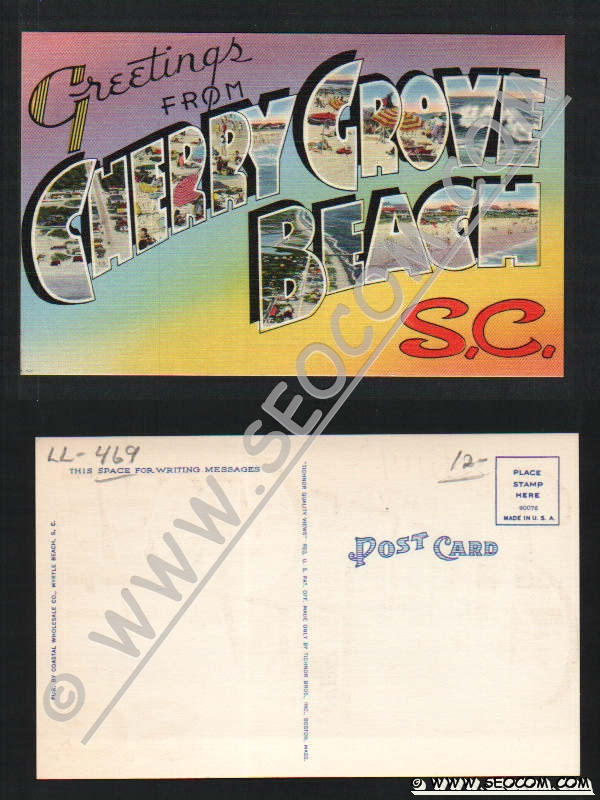 Greetings
FROM
CHERRY GROVE
BEACH
S.C.
© WWW.SEOCOM.COM
LL-469
THIS SPACE FOR WRITING MESSAGES
12-
PLACE
STAMP
HERE
90076
MADE IN U.S.A.
POST CARD
PUB. BY COASTAL WHOLESALE CO., MYRTLE BEACH, S. C.
"TICHNOR QUALITY VIEWS" REG. U. S. PAT. OFF. MADE ONLY BY TICHNOR BROS., INC., BOSTON, MASS.
© WWW.SEOCOM.COM